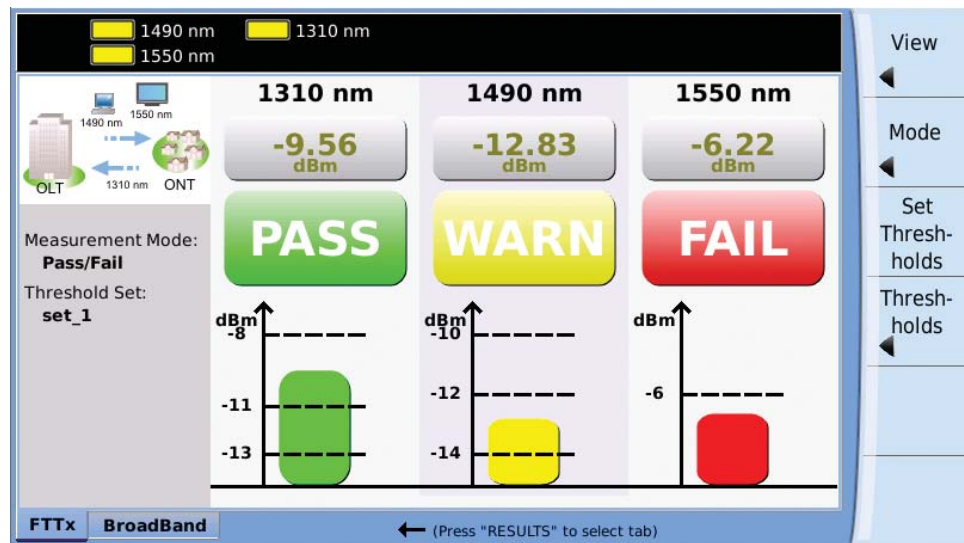 1490 nm
1310 nm
1550 nm
1310 nm
1490 nm
1550 nm
-9.56
dBm
-12.83
dBm
-6.22
dBm
PASS
WARN
FAIL
1490 nm
1550 nm
1310 nm
OLT
ONT
Measurement Mode:
Pass/Fail
Threshold Set:
set_1
dBm
-8
-11
-13
dBm
-10
-12
-14
dBm
-6
FTTx
BroadBand
(Press "RESULTS" to select tab)
View
Mode
Set
Thresh-
holds
Thresh-
holds